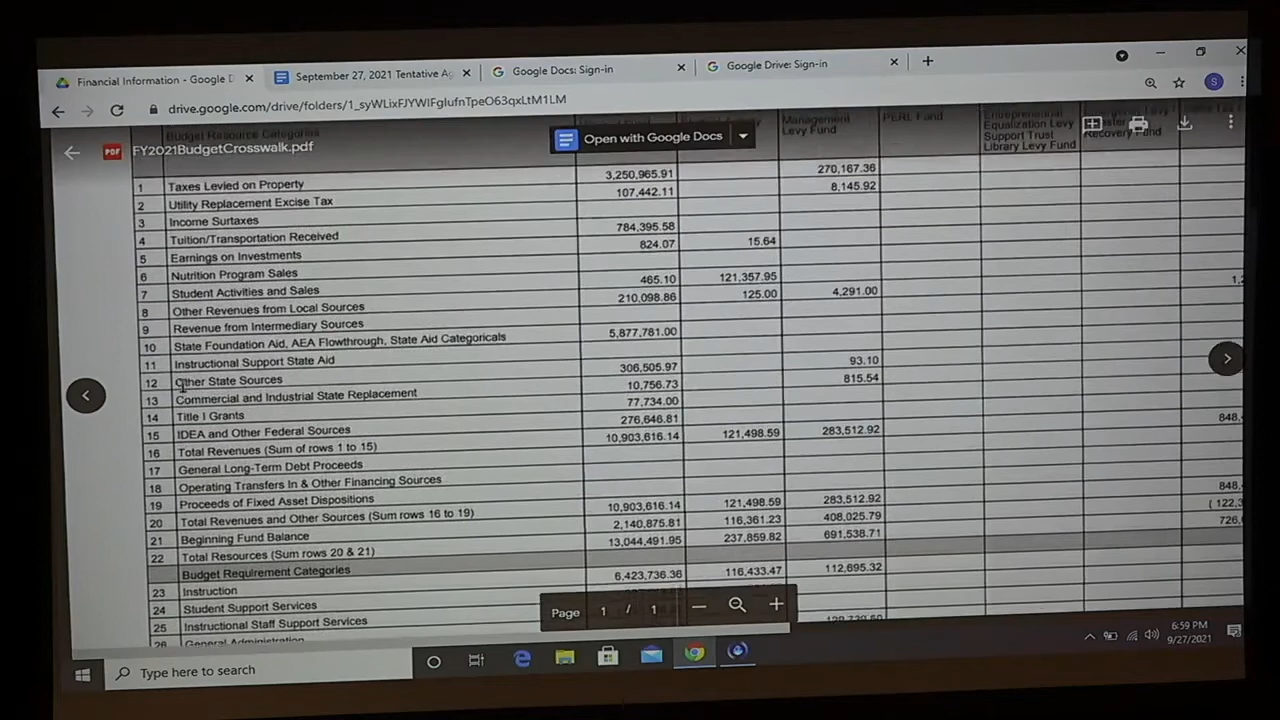 Financial Information - Google D
September 27, 2021 Tentative Ag
Google Docs: Sign-in
Google Drive: Sign-in
drive.google.com/drive/folders/1_syWLixFJYWIFglufnTpeO63qxLtM1LM
S
Budget Resource Categories
Management Levy Fund
PERL Fund
Equalization Levy
Support Trust
Library Levy Fund
Recovery Fund
PDF FY2021BudgetCrosswalk.pdf
Open with Google Docs
1 Taxes Levied on Property 3,250,965.91 270,167.36
2 Utility Replacement Excise Tax 107,442.11 8,145.92
3 Income Surtaxes
4 Tuition/Transportation Received 784,395.58
5 Earnings on Investments 824.07 15.64
6 Nutrition Program Sales
7 Student Activities and Sales 465.10 121,357.95
8 Other Revenues from Local Sources 210,098.86 125.00 4,291.00
9 Revenue from Intermediary Sources
10 State Foundation Aid, AEA Flowthrough, State Aid Categoricals 5,877,781.00
11 Instructional Support State Aid
12 Other State Sources 306,505.97 93.10
13 Commercial and Industrial State Replacement 10,756.73 815.54
14 Title I Grants 77,734.00
15 IDEA and Other Federal Sources 276,646.81
16 Total Revenues (Sum of rows 1 to 15) 10,903,616.14 121,498.59 283,512.92 848,
17 General Long-Term Debt Proceeds
18 Operating Transfers In & Other Financing Sources
19 Proceeds of Fixed Asset Dispositions
20 Total Revenues and Other Sources (Sum rows 16 to 19) 10,903,616.14 121,498.59 283,512.92 848,
21 Beginning Fund Balance 2,140,875.81 116,361.23 408,025.79 (122,3
22 Total Resources (Sum rows 20 & 21) 13,044,491.95 237,859.82 691,538.71 726,
Budget Requirement Categories
23 Instruction 6,423,736.36 116,433.47 112,695.32
24 Student Support Services
25 Instructional Staff Support Services
26 General Administration
Page 1 / 1
Type here to search
6:59 PM
9/27/2021